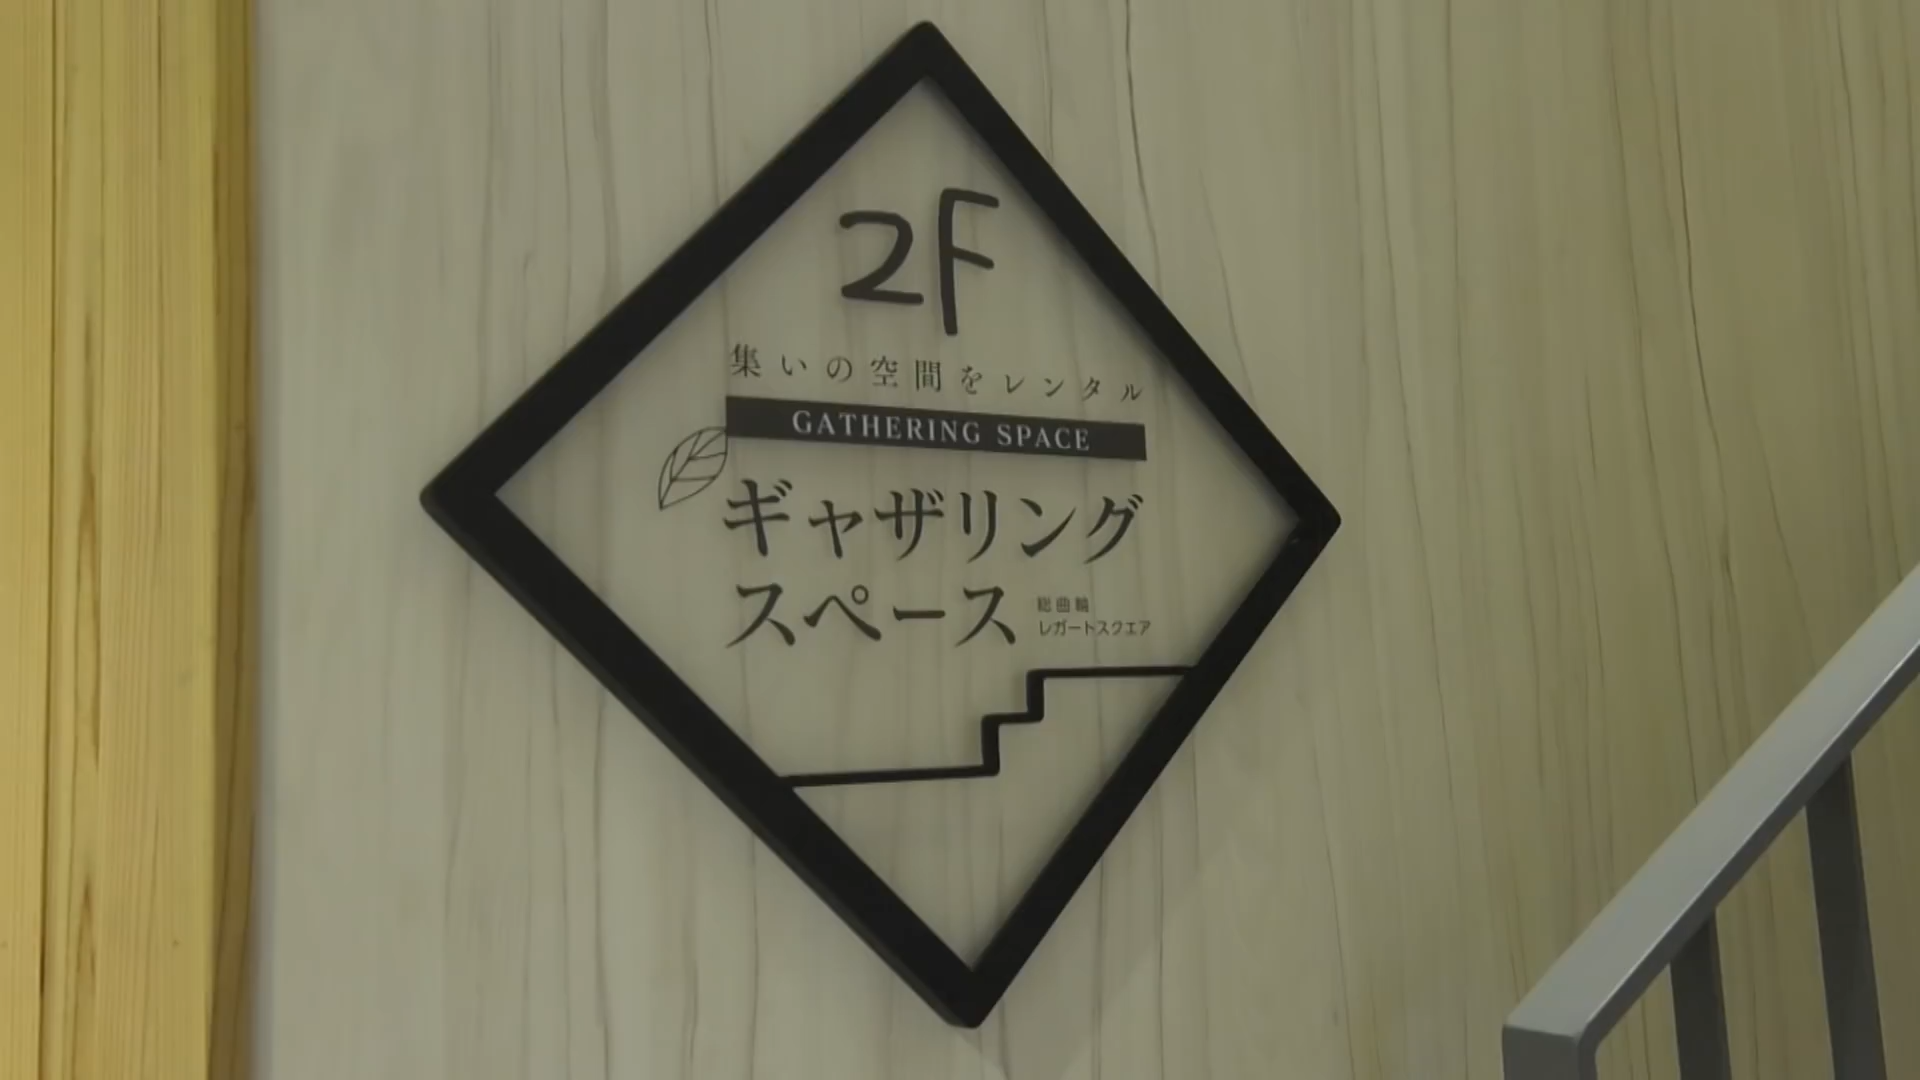 2F
集いの空間をレンタル
GATHERING SPACE
ギャザリング
スペース
総曲輪
レガートスクエア